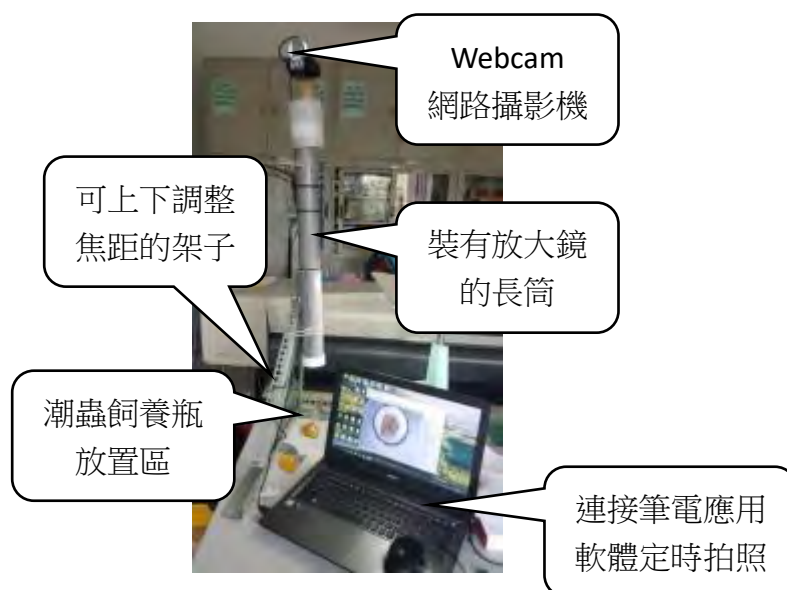 Webcam
網路攝影機
可上下調整
焦距的架子
裝有放大鏡
的長筒
潮蟲飼養瓶
放置區
連接筆電應用
軟體定時拍照